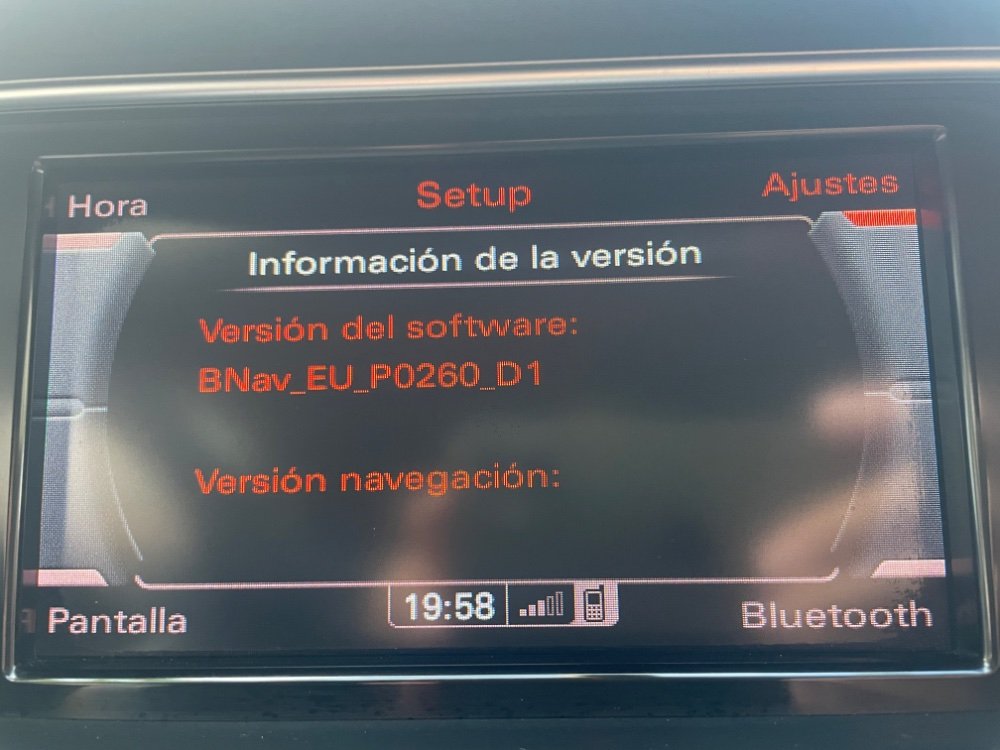 Hora
Setup
Ajustes
Información de la versión
Versión del software:
BNav_EU_P0260_D1
Versión navegación:
Pantalla
19:58
Bluetooth